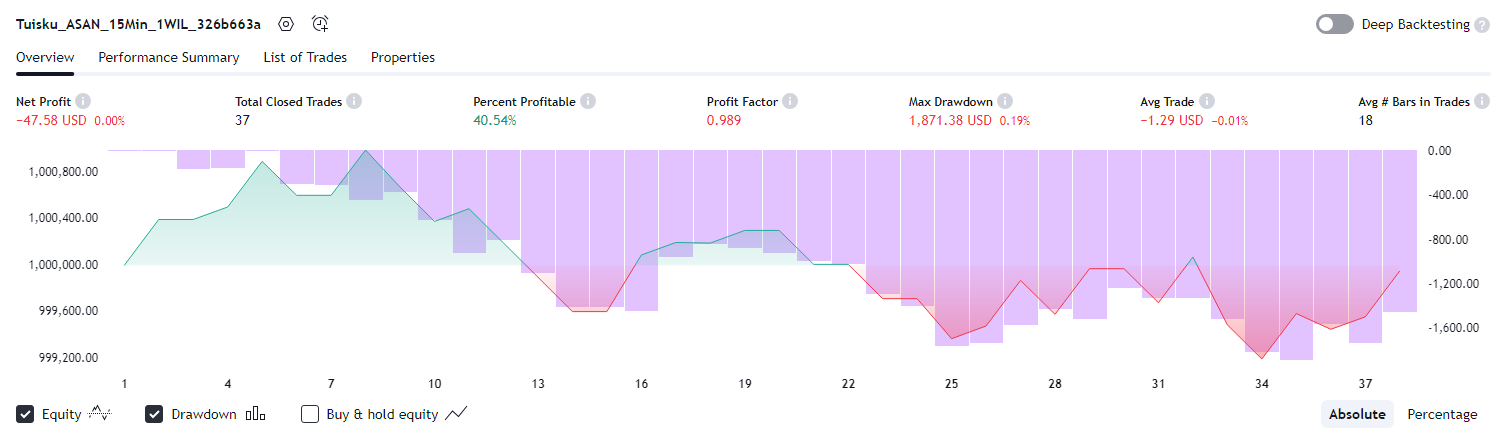 Tuisku_ASAN_15Min_1WIL_326b663a
Deep Backtesting ?
Overview Performance Summary List of Trades Properties
Net Profit Total Closed Trades Percent Profitable Profit Factor Max Drawdown Avg Trade Avg # Bars in Trades
−47.58 USD 0.00% 37 40.54% 0.989 1,871.38 USD 0.19% −1.29 USD −0.01% 18
1,000,800.00
1,000,400.00
1,000,000.00
999,600.00
999,200.00
0.00
-400.00
-800.00
-1,200.00
-1,600.00
1 4 7 10 13 16 19 22 25 28 31 34 37
Equity Drawdown Buy & hold equity Absolute Percentage